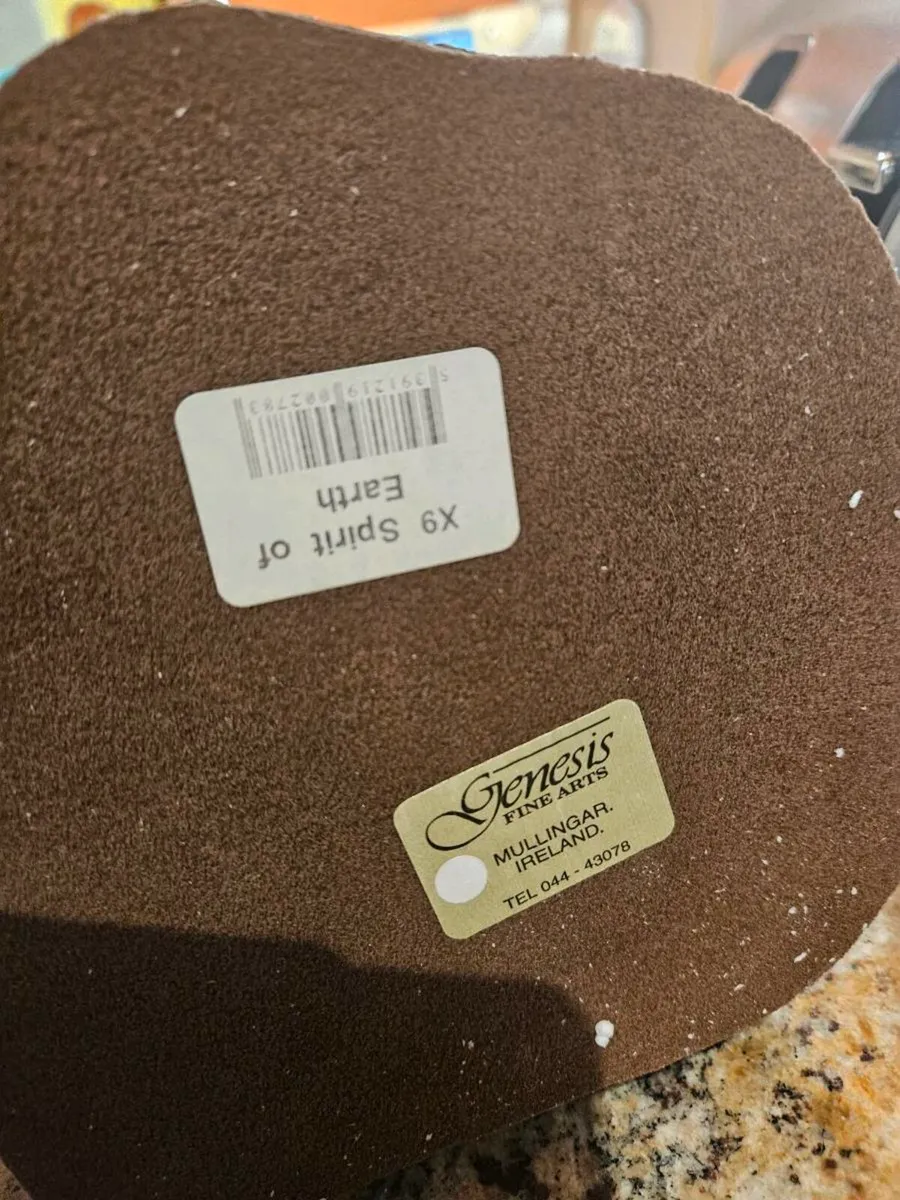 X9 Spirit of
Earth
5 391219 002783
Genesis
FINE ARTS
MULLINGAR.
IRELAND.
TEL 044 - 43078